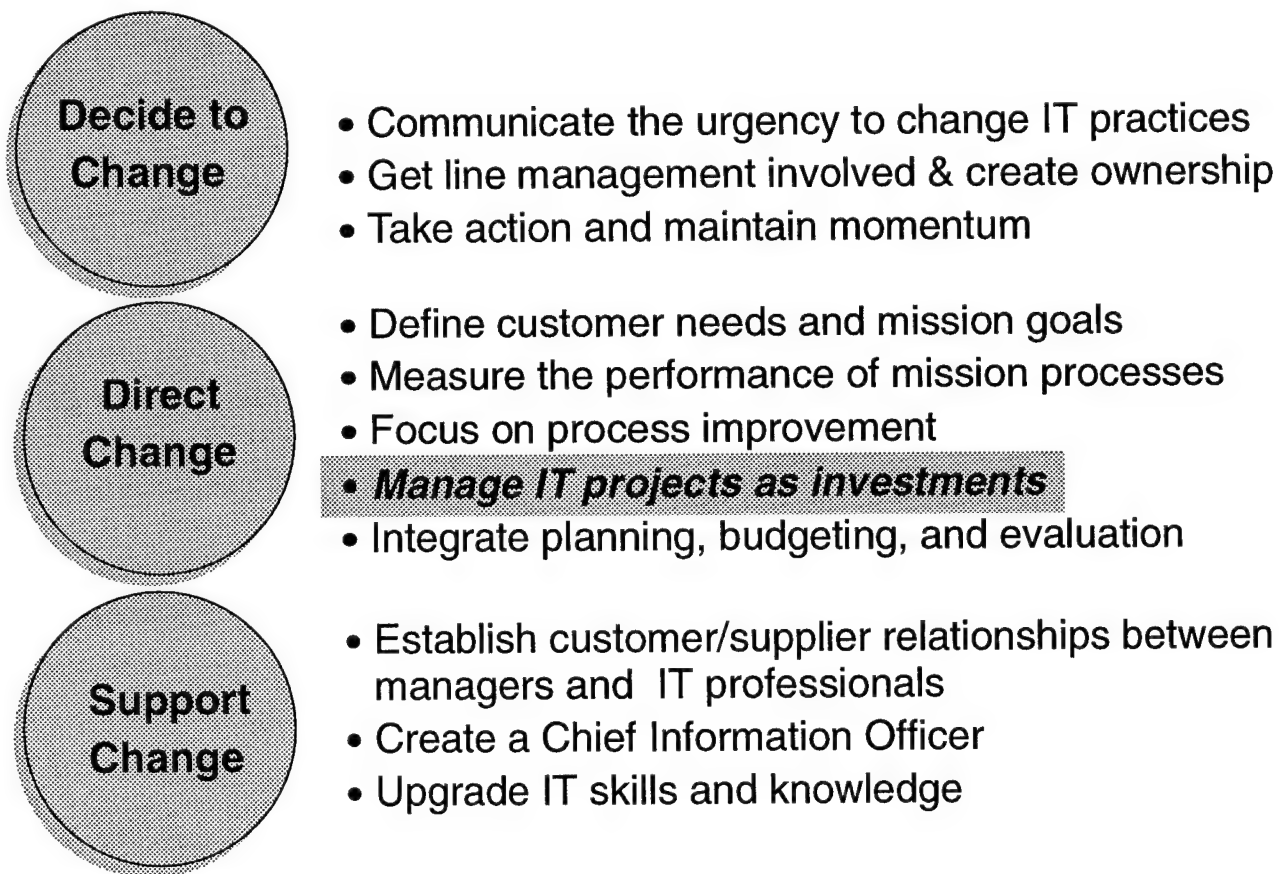 Decide to
Change
• Communicate the urgency to change IT practices
• Get line management involved & create ownership
• Take action and maintain momentum
Direct
Change
• Define customer needs and mission goals
• Measure the performance of mission processes
• Focus on process improvement
• Manage IT projects as investments
• Integrate planning, budgeting, and evaluation
Support
Change
• Establish customer/supplier relationships between
managers and IT professionals
• Create a Chief Information Officer
• Upgrade IT skills and knowledge